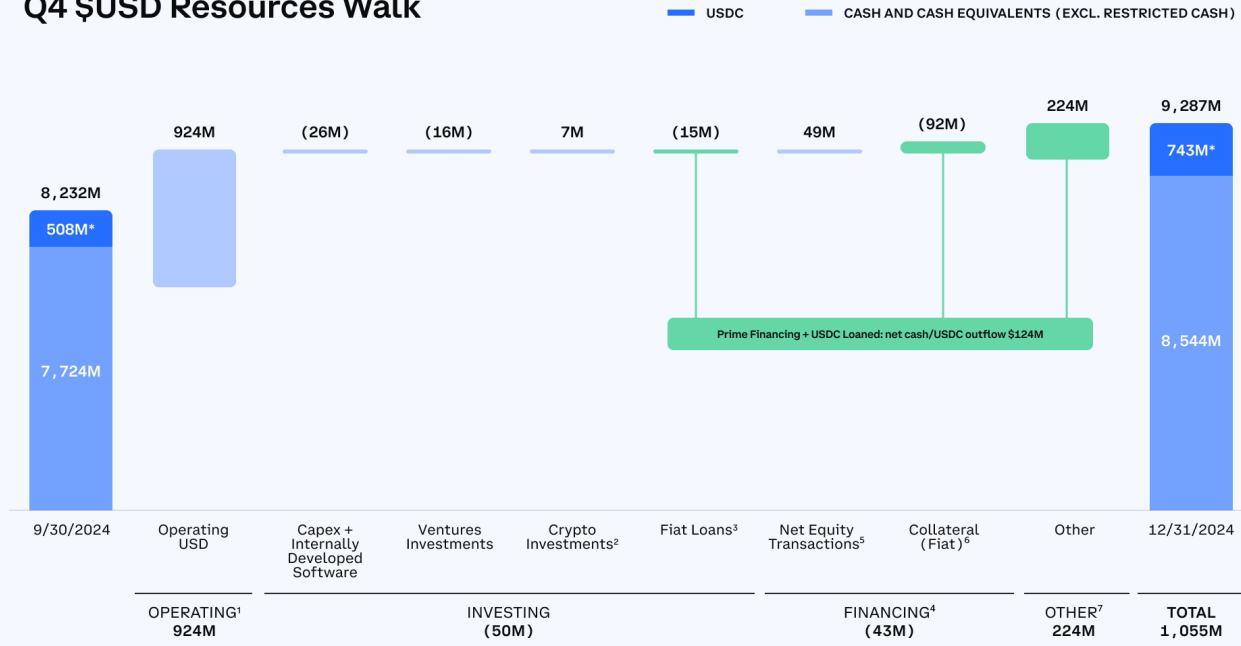 Q4 $USD Resources Walk
USDC
CASH AND CASH EQUIVALENTS (EXCL. RESTRICTED CASH)
8,232M
508M*
7,724M
924M
(26M)
(16M)
7M
(15M)
49M
(92M)
224M
9,287M
743M*
8,544M
Prime Financing + USDC Loaned: net cash/USDC outflow $124M
9/30/2024
Operating
USD
Capex +
Internally
Developed
Software
Ventures
Investments
Crypto
Investments²
Fiat Loans³
Net Equity
Transactions⁵
Collateral
(Fiat)⁶
Other
12/31/2024
OPERATING¹
924M
INVESTING
(50M)
FINANCING⁴
(43M)
OTHER⁷
224M
TOTAL
1,055M